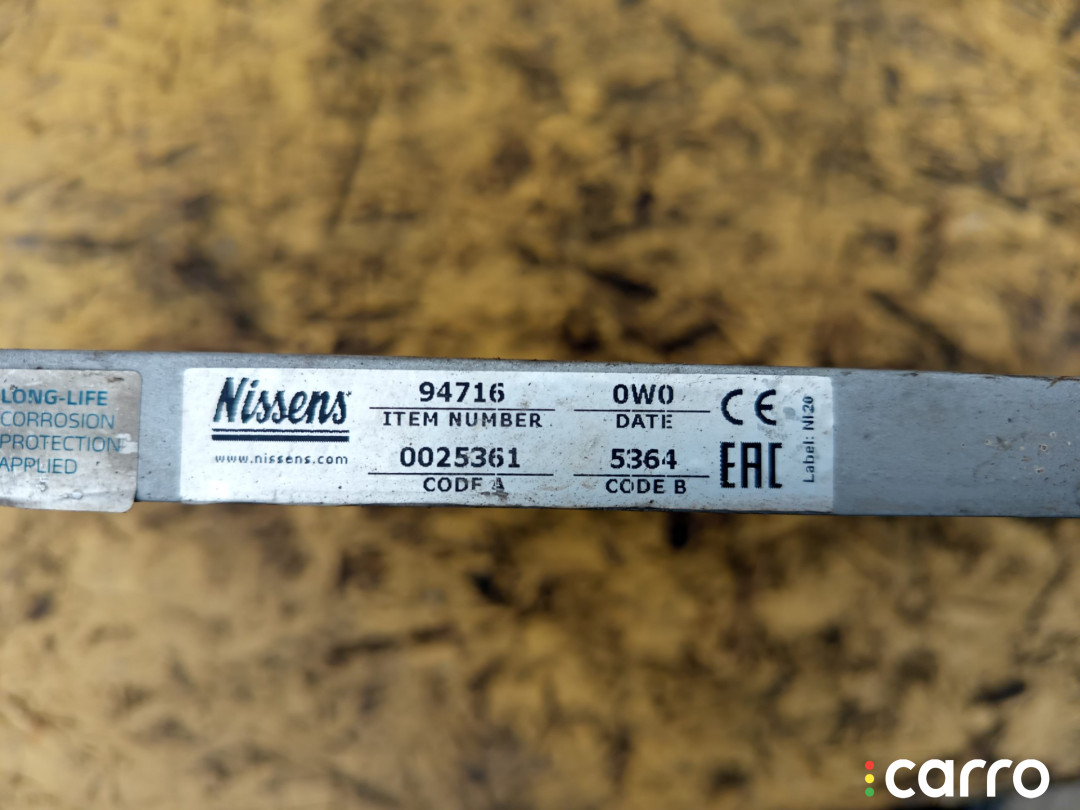 LONG-LIFE
CORROSION
PROTECTION
APPLIED
Nissens
www.nissens.com
94716
ITEM NUMBER
0025361
CODE A
0W0
DATE
5364
CODE B
CE
EAC
Label: NI20
carro